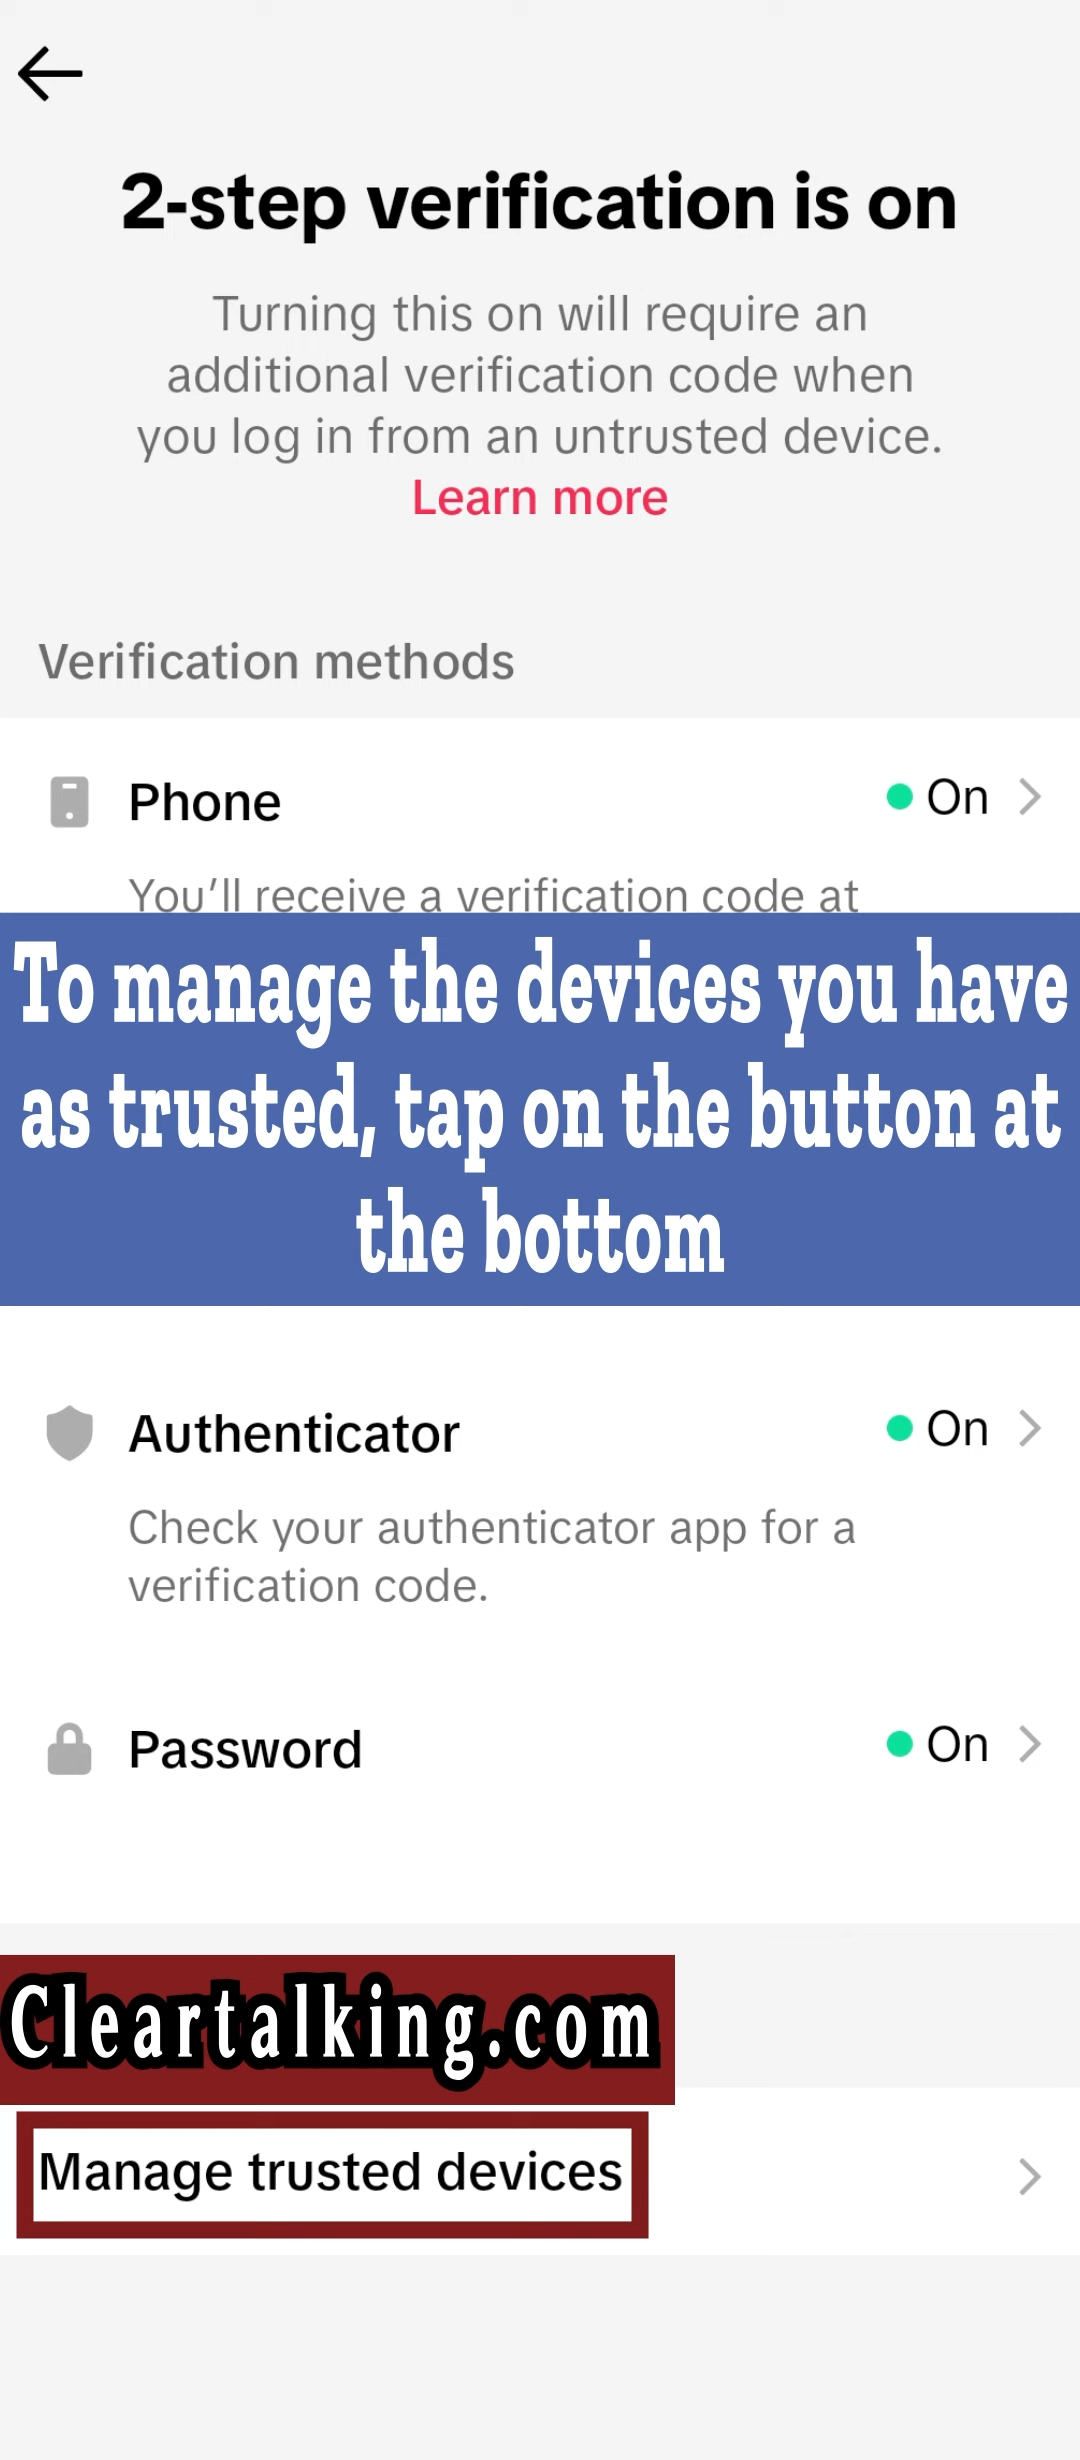 2-step verification is on
Turning this on will require an
additional verification code when
you log in from an untrusted device.
Learn more
Verification methods
Phone
On
You’ll receive a verification code at
To manage the devices you have
as trusted, tap on the button at
the bottom
Authenticator
On
Check your authenticator app for a
verification code.
Password
On
Cleartalking.com
Manage trusted devices